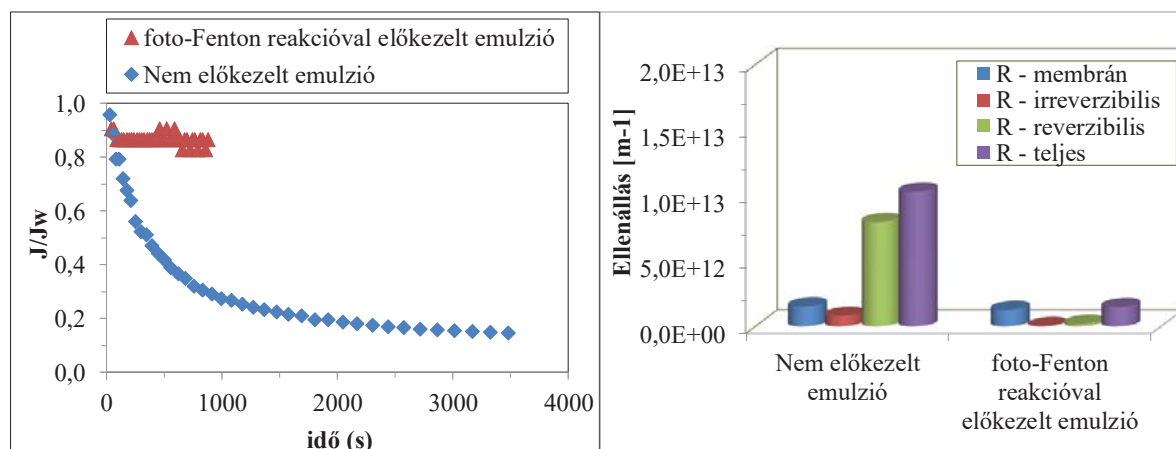 foto-Fenton reakcióval előkezelt emulzió
Nem előkezelt emulzió
1,0
0,8
0,6
0,4
0,2
0,0
J/Jw
0
1000
2000
3000
4000
idő (s)
2,0E+13
1,5E+13
1,0E+13
5,0E+12
0,0E+00
Ellenállás [m-1]
R - membrán
R - irreverzibilis
R - reverzibilis
R - teljes
Nem előkezelt
emulzió
foto-Fenton
reakcióval
előkezelt emulzió